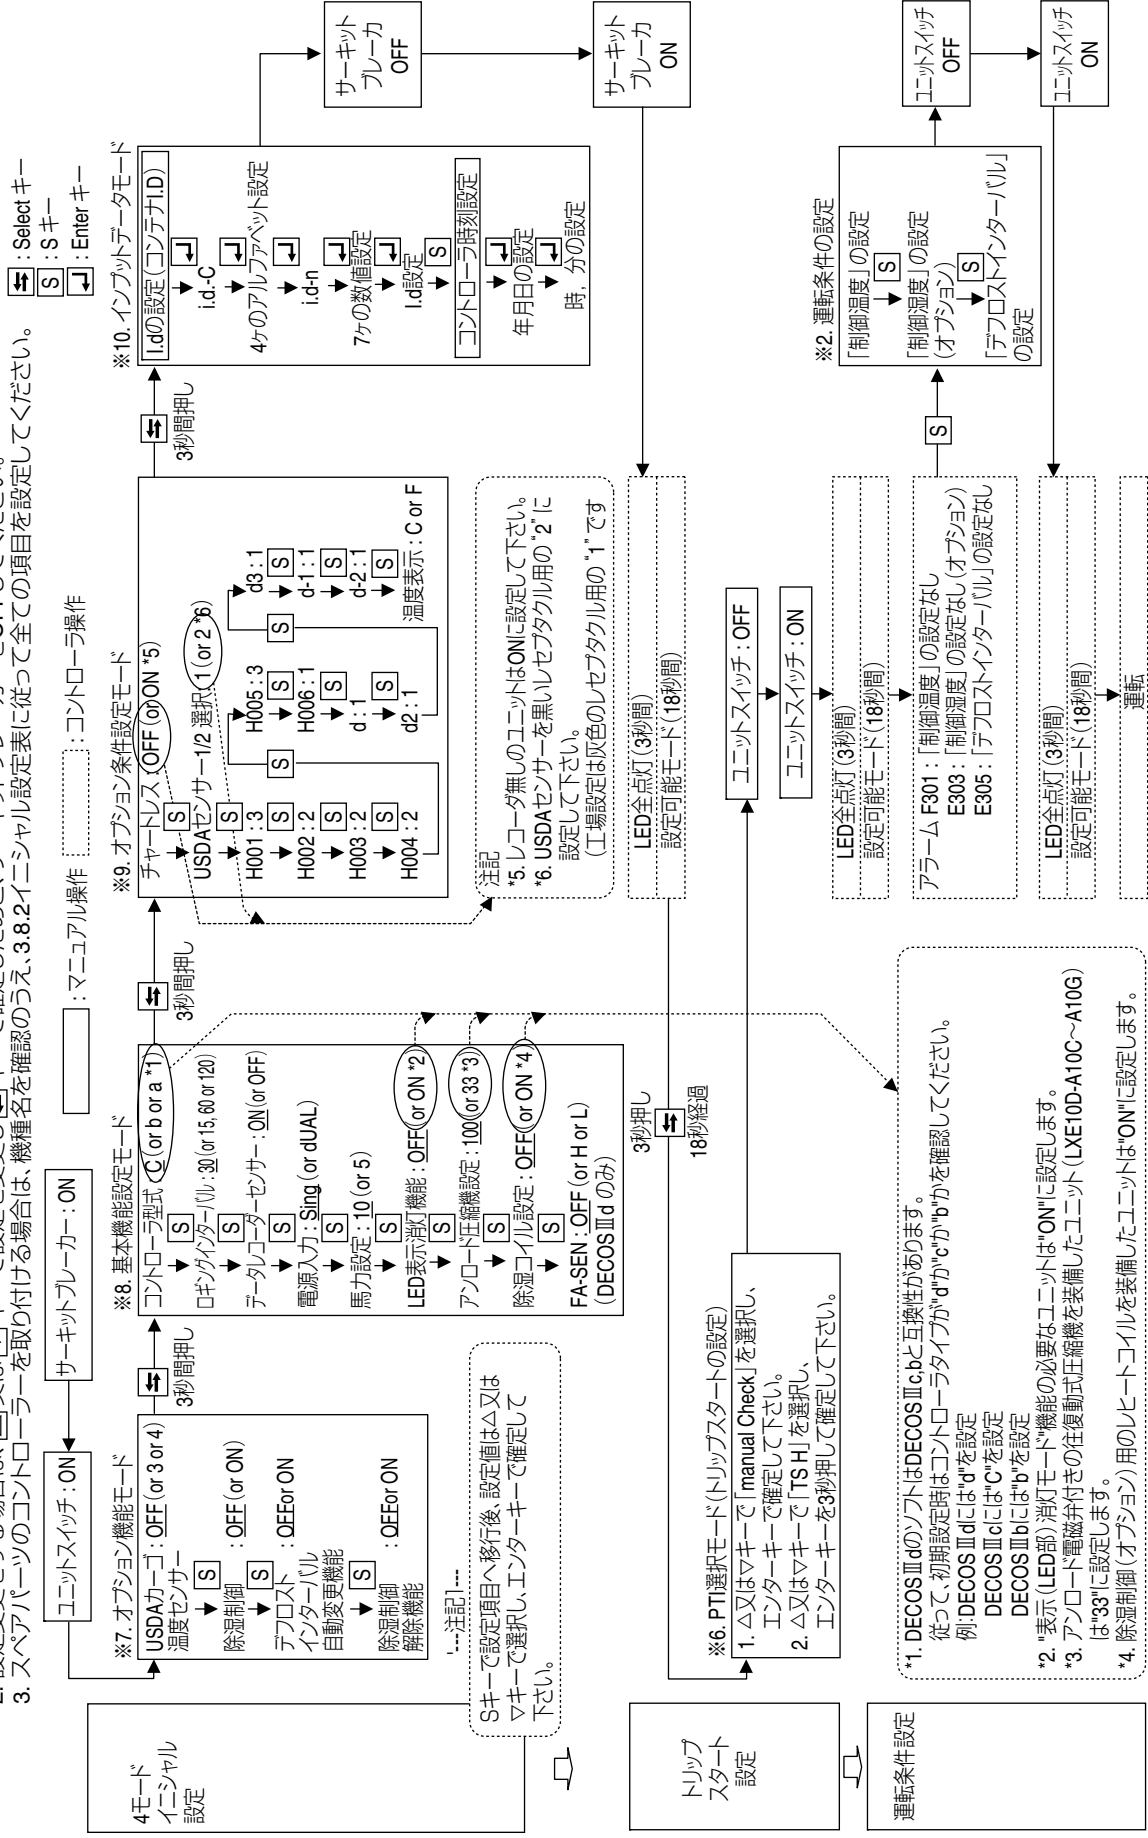 3. スペアパーツのコントローラーを取り付ける場合は、機種名を確認のうえ、3.8.2イニシャル設定表に従って全ての項目を設定してください。
: Select キー
S : S キー
: Enter キー
: マニュアル操作
: コントローラ操作
4モード
イニシャル
設定
ユニットスイッチ : ON
サーキットブレーカー : ON
※7. オプション機能モード
USDAカーゴ : OFF (or 3 or 4)
温度センサー
S
除湿制御 : OFF (or ON)
S
デフロスト : OFFor ON
インターバル
自動変更機能
S
除湿制御 : OFFor ON
解除機能
3秒間押し
※8. 基本機能設定モード
コントローラ型式 : C (or b or a *1)
S
ロギングインターバル : 30 (or 15, 60 or 120)
S
データレコーダーセンサー : ON (or OFF)
S
電源入力 : Sing (or dUAL)
S
馬力設定 : 10 (or 5)
S
LED表示消灯機能 : OFF (or ON *2)
S
アンロード圧縮機設定 : 100 (or 33 *3)
S
除湿コイル設定 : OFF (or ON *4)
S
FA-SEN : OFF (or H or L)
(DECOSⅢd のみ)
3秒間押し
※9. オプション条件設定モード
チャートレス : OFF (or ON *5)
S
USDAセンサー1/2 選択: 1 (or 2 *6)
S
H001 : 3
S
H002 : 2
S
H003 : 2
S
H004 : 2
S
H005 : 3
S
H006 : 1
S
d : 1
S
d2 : 1
S
d3 : 1
S
d-1 : 1
S
d-2 : 1
S
温度表示 : C or F
3秒間押し
※10. インプットデータモード
I.dの設定(コンテナI.D)
i.d.-C
4ケのアルファベット設定
i.d-n
7ケの数値設定
I.d設定
S
コントローラ時刻設定
年月日の設定
時, 分の設定
サーキット
ブレーカ
OFF
サーキット
ブレーカ
ON
'---注記1---
Sキーで設定項目へ移行後、設定値は△又は
▽キーで選択し、エンターキーで確定して
下さい。
注記
*5. レコーダ無しのユニットはONに設定して下さい。
*6. USDAセンサーを黒いレセプタクル用の“2”に
設定して下さい。
(工場設定は灰色のレセプタクル用の“1”です
LED全点灯 (3秒間)
設定可能モード (18秒間)
3秒押し
18秒経過
トリップ
スタート
設定
※6. PTI選択モード (トリップスタートの設定)
1. △又は▽キーで「manual Check」を選択し、
エンターキーで確定して下さい。
2. △又は▽キーで「TS H」を選択し、
エンターキーを3秒押して確定して下さい。
ユニットスイッチ : OFF
ユニットスイッチ : ON
運転条件設定
LED全点灯 (3秒間)
設定可能モード (18秒間)
アラーム F301 : 「制御温度」の設定なし
E303 : 「制御湿度」の設定なし (オプション)
E305 : 「デフロストインターバル」の設定なし
S
※2. 運転条件の設定
「制御温度」の設定
S
「制御湿度」の設定
(オプション)
S
「デフロストインターバル」
の設定
ユニットスイッチ
OFF
ユニットスイッチ
ON
LED全点灯 (3秒間)
設定可能モード (18秒間)
運転
*1. DECOSⅢdのソフトはDECOSⅢc,bと互換性があります。
従って、初期設定時はコントローラタイプが"d"か"c"か"b"かを確認してください。
例:DECOSⅢdには"d"を設定
DECOSⅢcには"C"を設定
DECOSⅢbには"b"を設定
*2. "表示 (LED部) 消灯モード"機能の必要なユニットは"ON"に設定します。
*3. アンロード電磁弁付きの往復動式圧縮機を装備したユニット (LXE10D-A10C～A10G)
は"33"に設定します。
*4. 除湿制御 (オプション) 用のレヒートコイルを装備したユニットは"ON"に設定します。